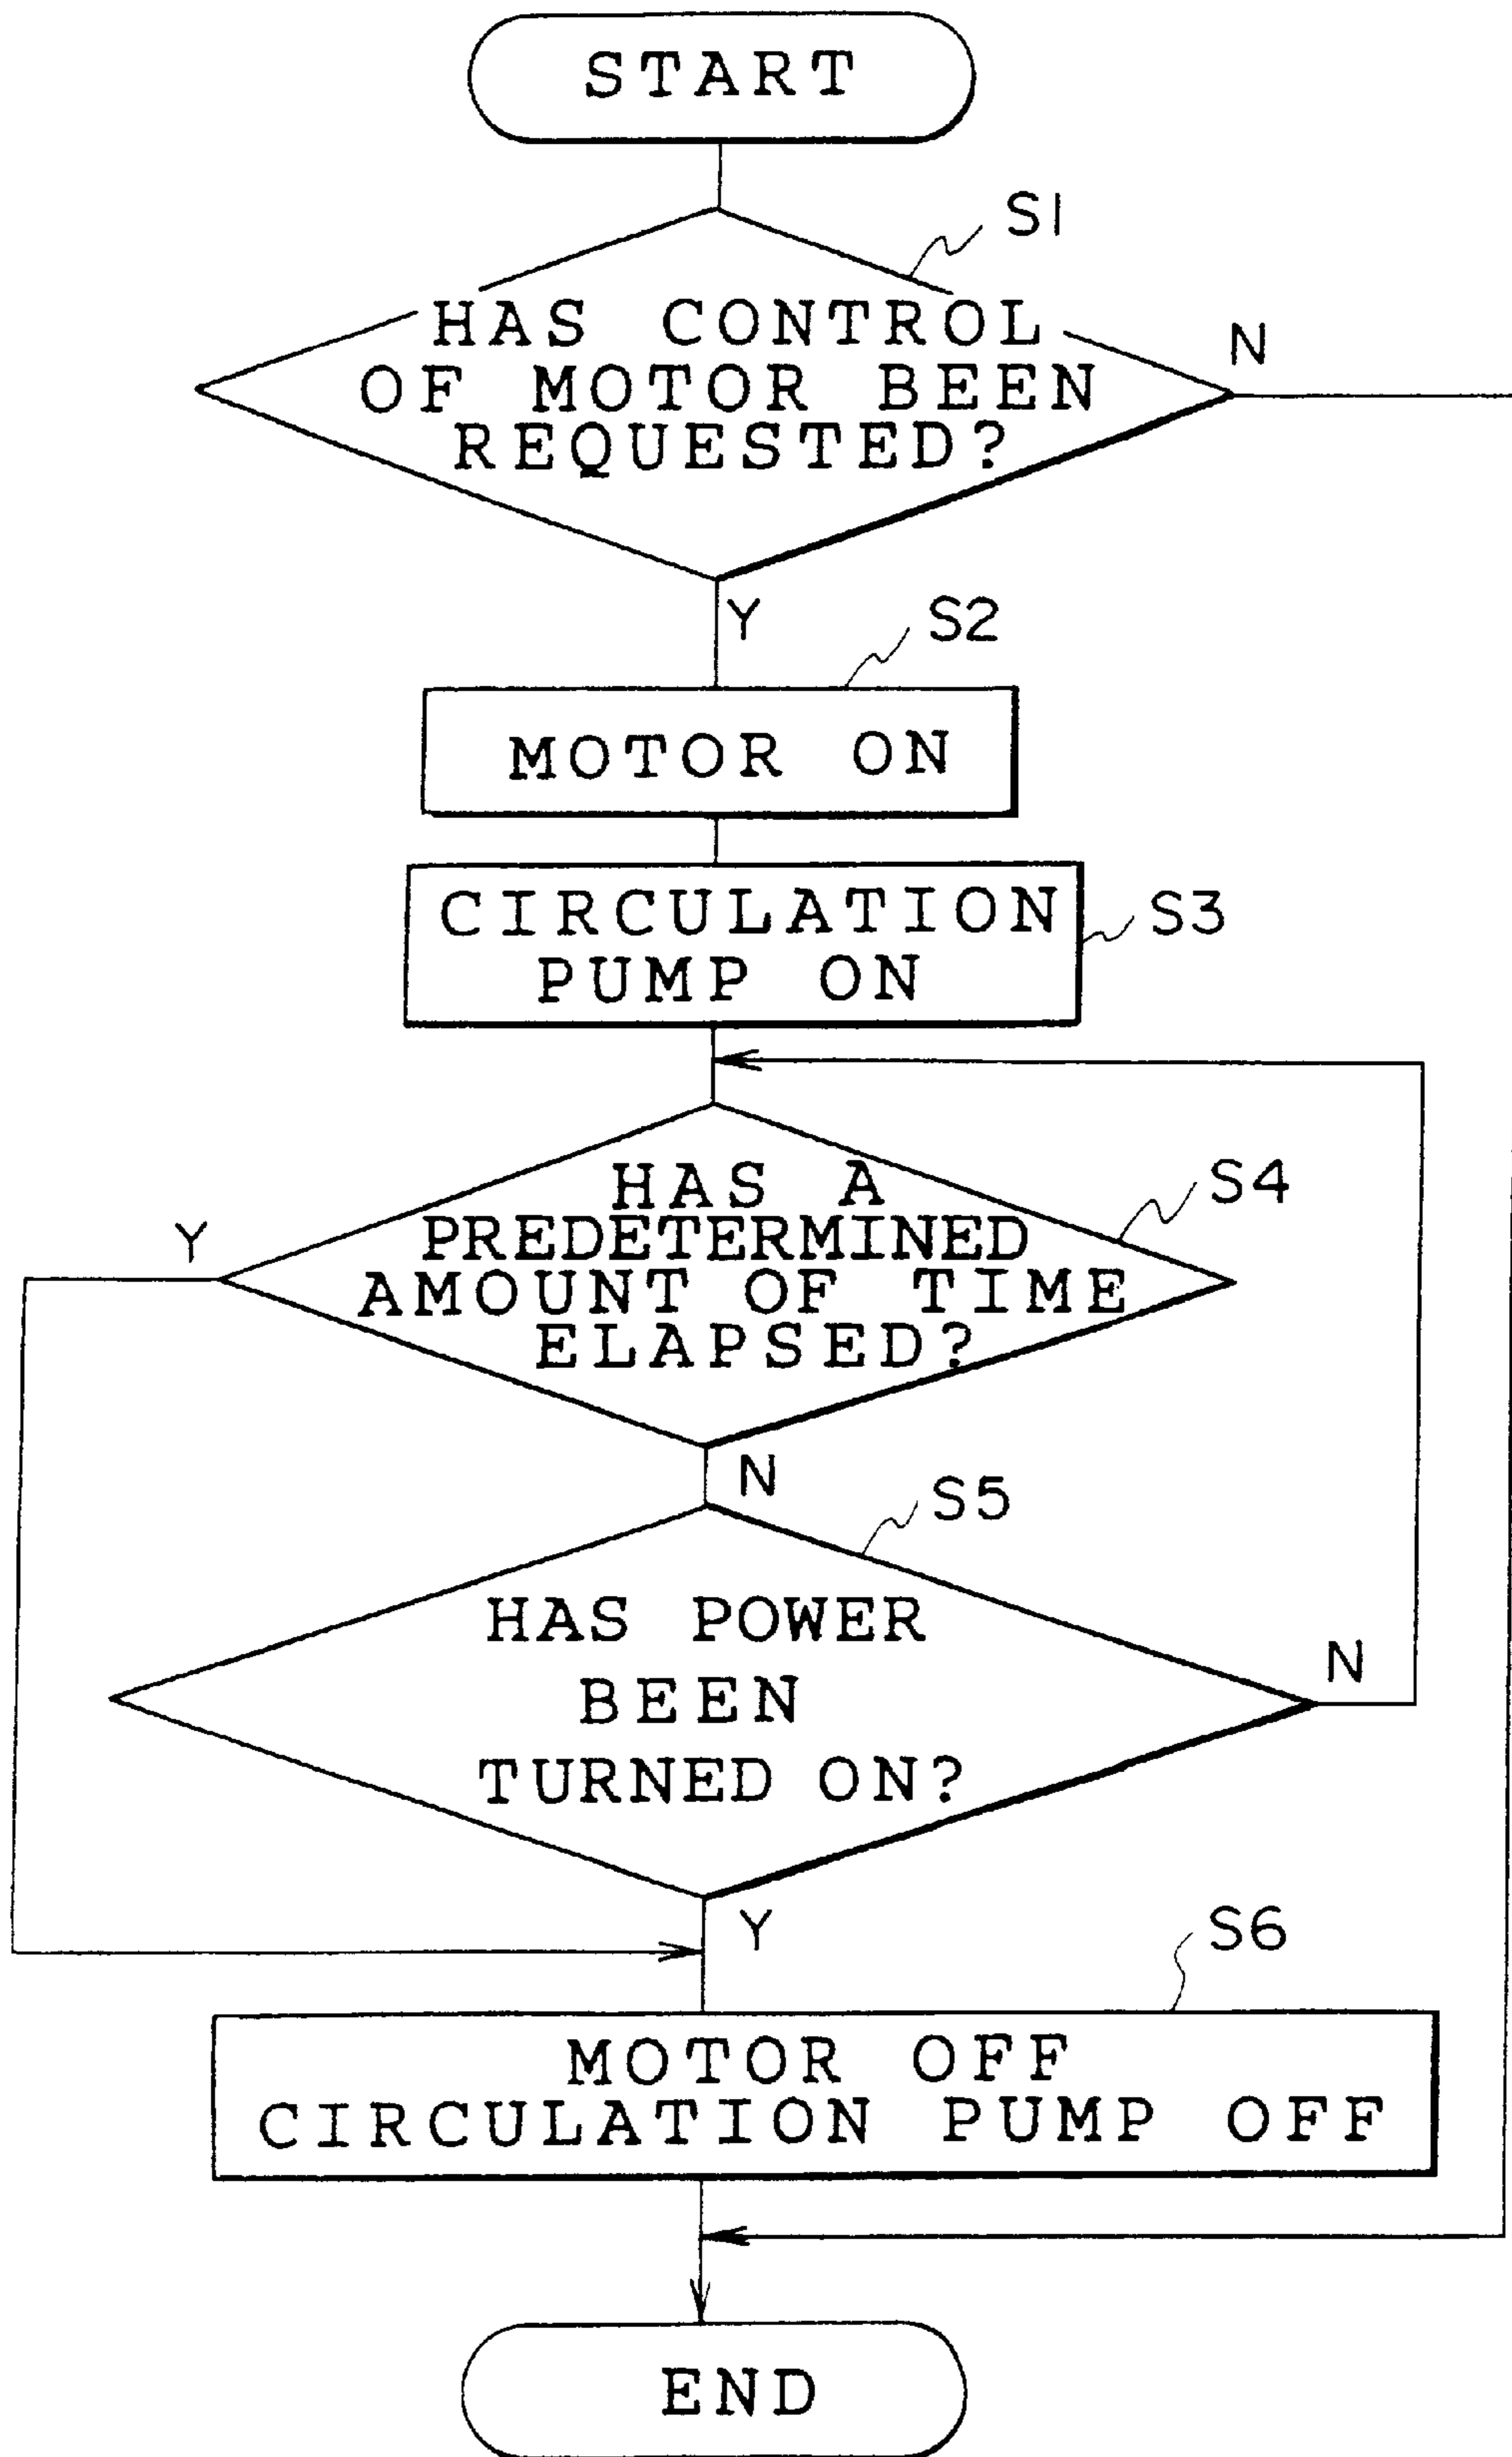 START
S1
HAS CONTROL
OF MOTOR BEEN
REQUESTED?
N
Y
S2
MOTOR ON
CIRCULATION
PUMP ON
S3
HAS A
PREDETERMINED
AMOUNT OF TIME
ELAPSED?
S4
Y
N
S5
HAS POWER
BEEN
TURNED ON?
N
Y
S6
MOTOR OFF
CIRCULATION PUMP OFF
END